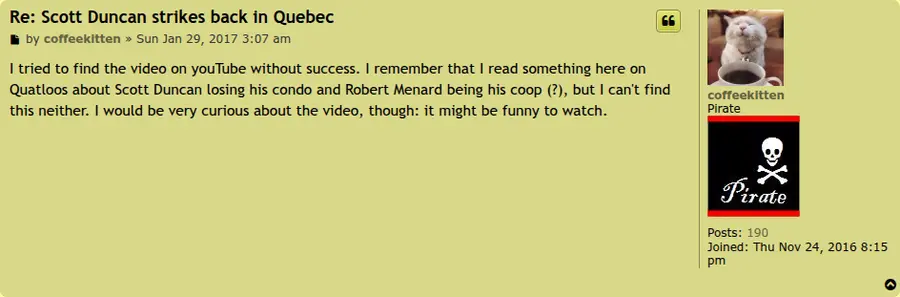 Re: Scott Duncan strikes back in Quebec
by coffeekitten » Sun Jan 29, 2017 3:07 am
I tried to find the video on youTube without success. I remember that I read something here on
Quatloos about Scott Duncan losing his condo and Robert Menard being his coop (?), but I can't find
this neither. I would be very curious about the video, though: it might be funny to watch.
coffeekitten
Pirate
Pirate
Posts: 190
Joined: Thu Nov 24, 2016 8:15
pm